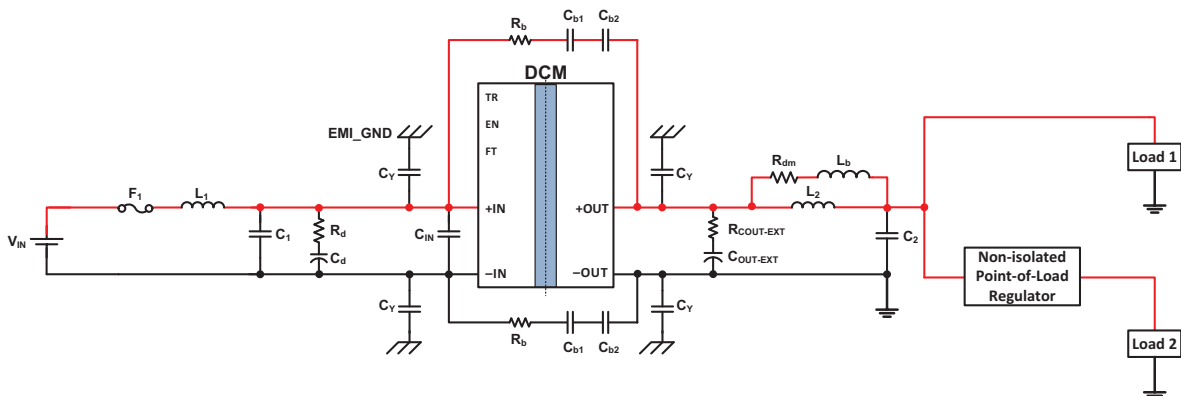 Rb
Cb1
Cb2
DCM
TR
EN
FT
EMI_GND
CY
CY
F1
L1
Rdm
Lb
L2
Load 1
+IN
+OUT
VIN
C1
Rd
Cd
CIN
RCOUT-EXT
COUT-EXT
C2
–IN
–OUT
Non-isolated
Point-of-Load
Regulator
CY
CY
Rb
Cb1
Cb2
Load 2